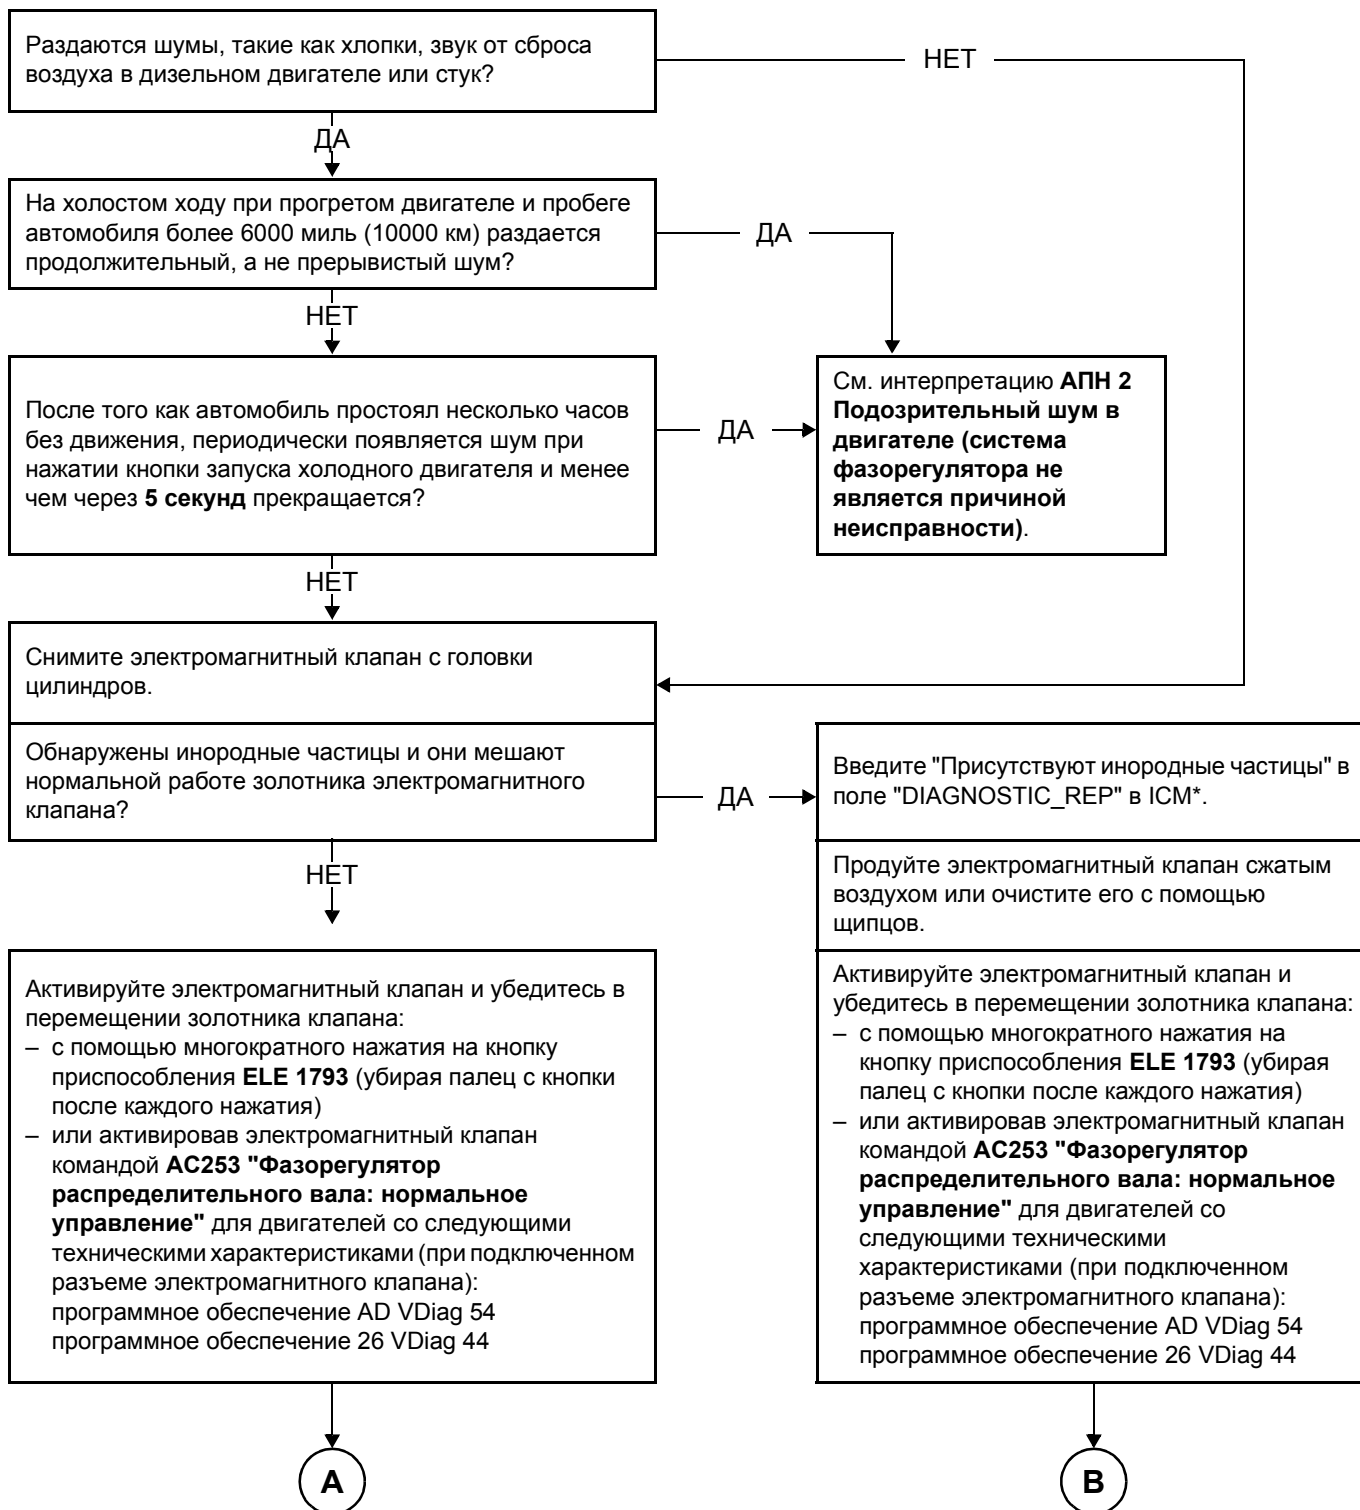 Раздаются шумы, такие как хлопки, звук от сброса
воздуха в дизельном двигателе или стук?
НЕТ
ДА
На холостом ходу при прогретом двигателе и пробеге
автомобиля более 6000 миль (10000 км) раздается
продолжительный, а не прерывистый шум?
ДА
НЕТ
После того как автомобиль простоял несколько часов
без движения, периодически появляется шум при
нажатии кнопки запуска холодного двигателя и менее
чем через 5 секунд прекращается?
ДА
См. интерпретацию АПН 2
Подозрительный шум в
двигателе (система
фазорегулятора не
является причиной
неисправности).
НЕТ
Снимите электромагнитный клапан с головки
цилиндров.
Обнаружены инородные частицы и они мешают
нормальной работе золотника электромагнитного
клапана?
ДА
Введите "Присутствуют инородные частицы" в
поле "DIAGNOSTIC_REP" в ICM*.
Продуйте электромагнитный клапан сжатым
воздухом или очистите его с помощью
щипцов.
НЕТ
Активируйте электромагнитный клапан и убедитесь в
перемещении золотника клапана:
– с помощью многократного нажатия на кнопку
приспособления ELE 1793 (убирая палец с кнопки
после каждого нажатия)
– или активировав электромагнитный клапан
командой AC253 "Фазорегулятор
распределительного вала: нормальное
управление" для двигателей со следующими
техническими характеристиками (при подключенном
разъеме электромагнитного клапана):
программное обеспечение AD VDiag 54
программное обеспечение 26 VDiag 44
Активируйте электромагнитный клапан и
убедитесь в перемещении золотника клапана:
– с помощью многократного нажатия на
кнопку приспособления ELE 1793 (убирая
палец с кнопки после каждого нажатия)
– или активировав электромагнитный клапан
командой AC253 "Фазорегулятор
распределительного вала: нормальное
управление" для двигателей со
следующими техническими
характеристиками (при подключенном
разъеме электромагнитного клапана):
программное обеспечение AD VDiag 54
программное обеспечение 26 VDiag 44
A
B